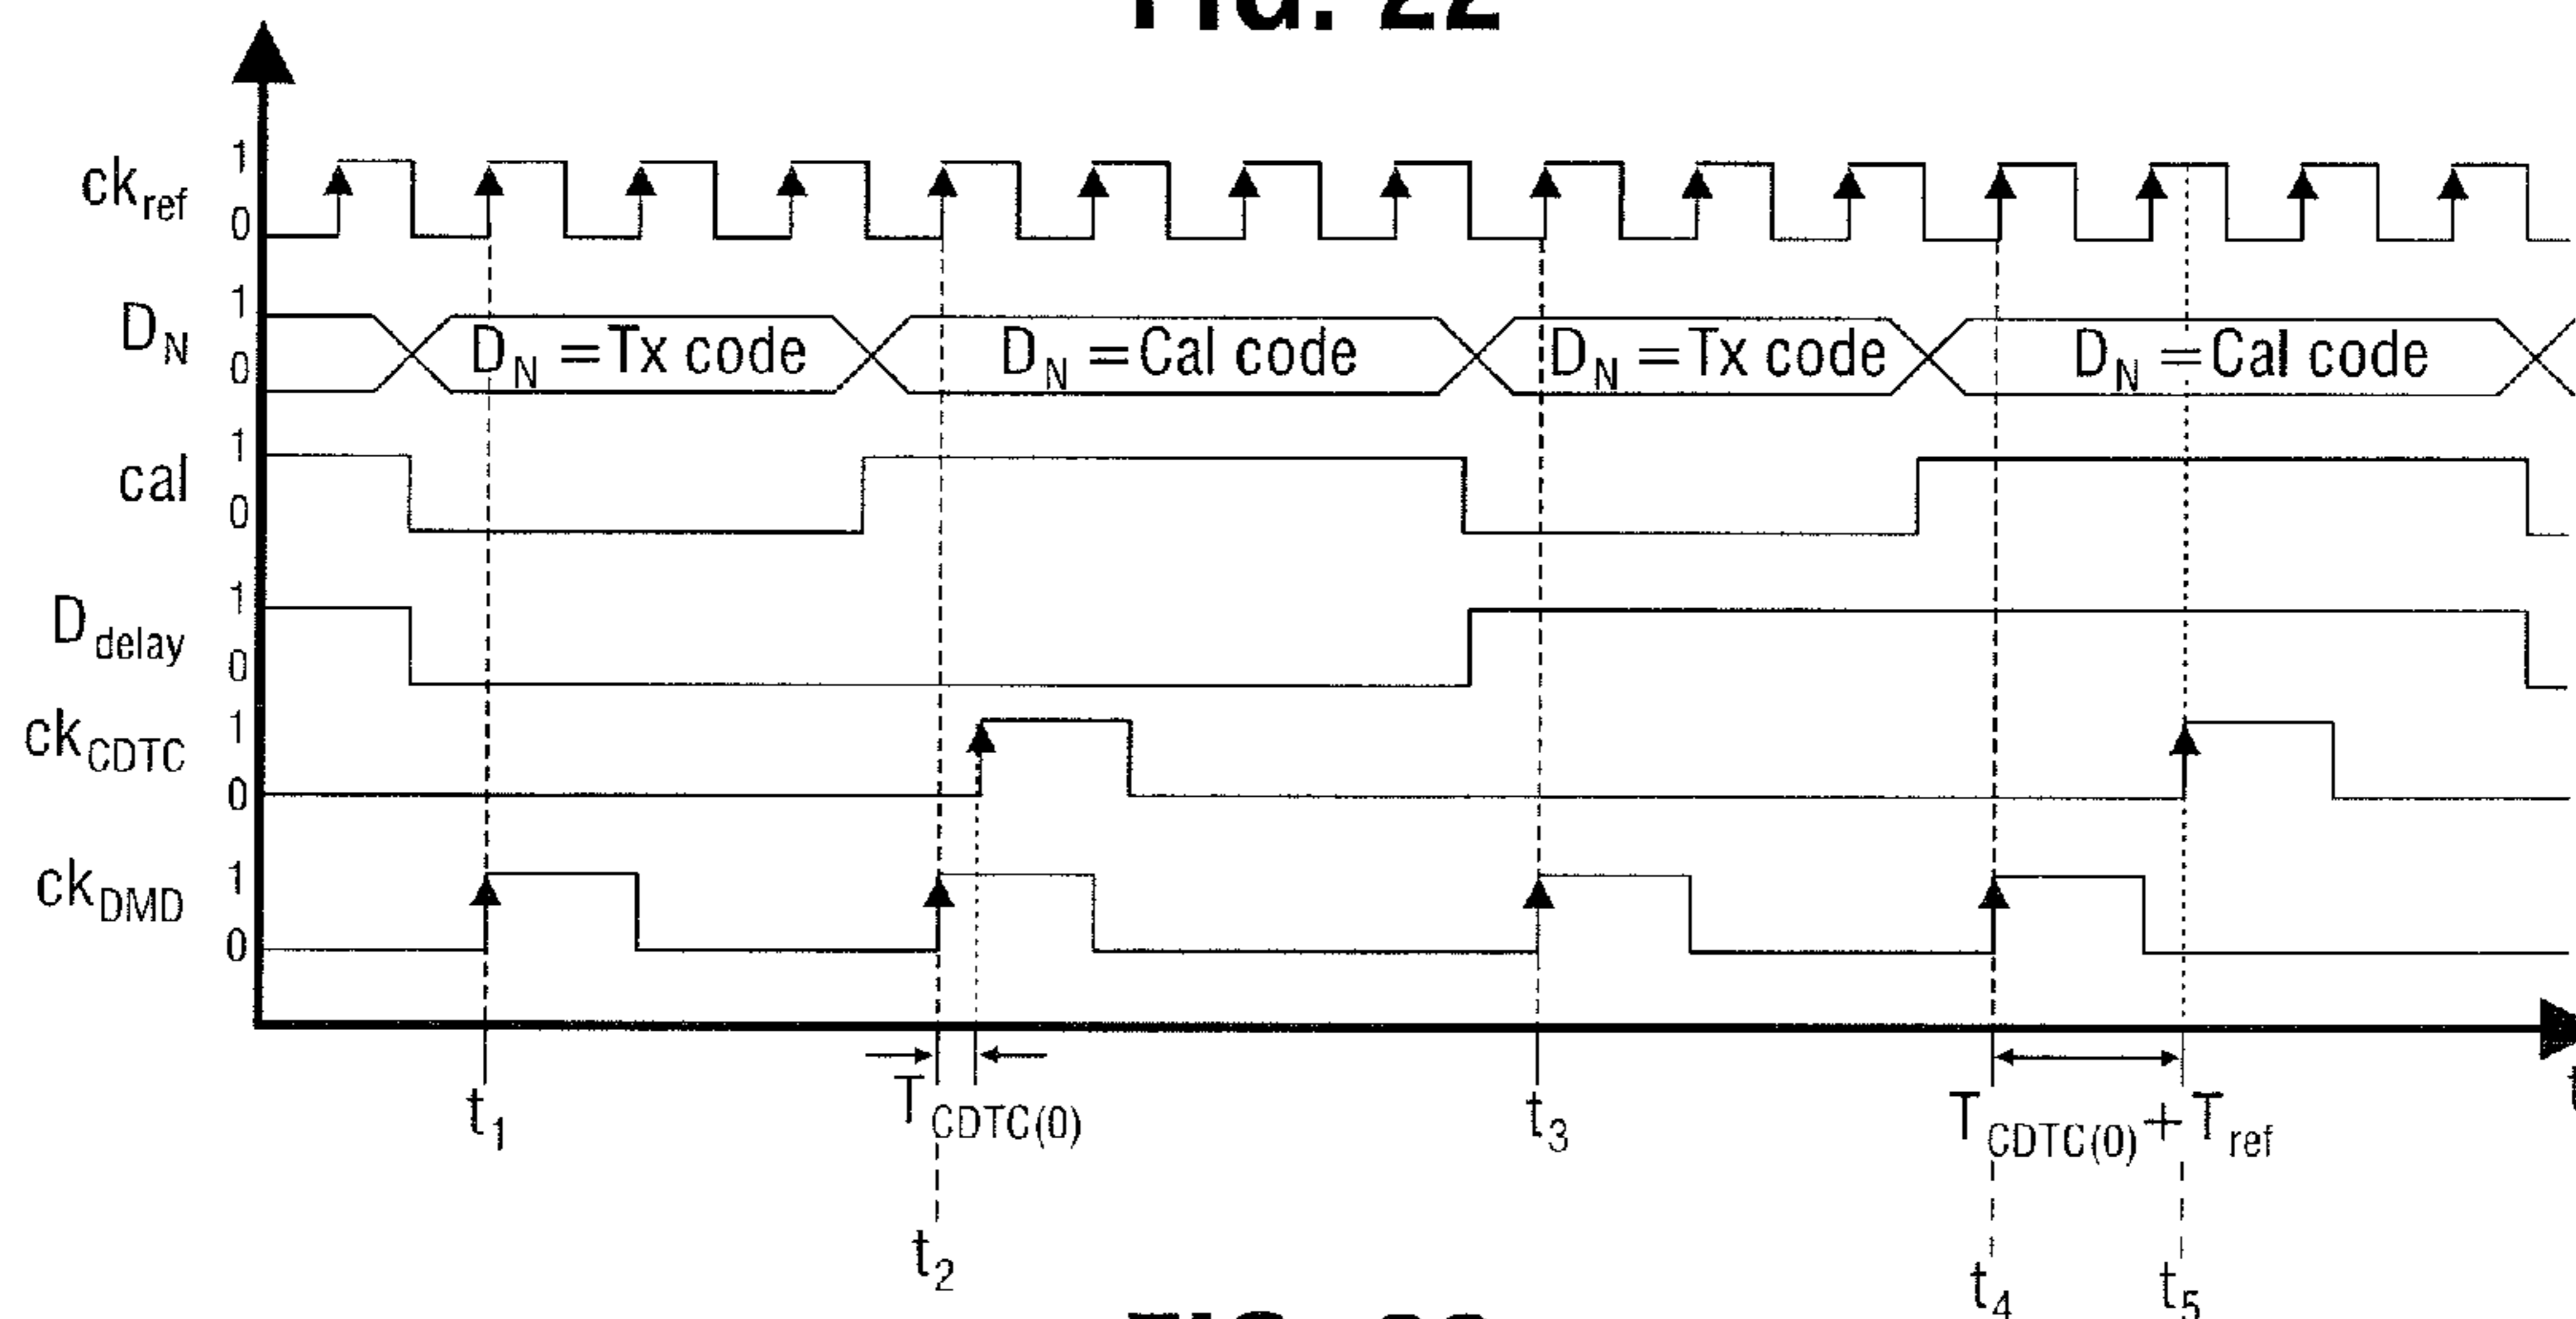 FIG. 22
1
ck_ref
0
1
D_N
0
D_N =Tx code
D_N =Cal code
D_N =Tx code
D_N =Cal code
1
cal
0
1
D_delay
0
1
ck_CDTC
0
1
ck_DMD
0
t
t_1
T_CDTC(0)
t_3
T_CDTC(0) + T_ref
t_2
t_4
t_5